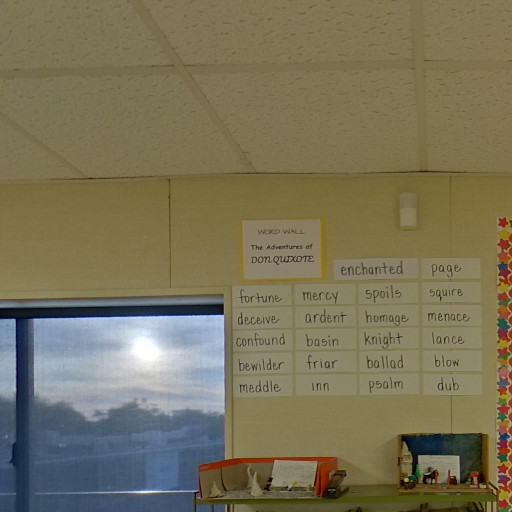 WORD WALL
The Adventures of
DON QUIXOTE
enchanted page
fortune mercy spoils squire
deceive ardent homage menace
confound basin knight lance
bewilder friar ballad blow
meddle inn psalm dub